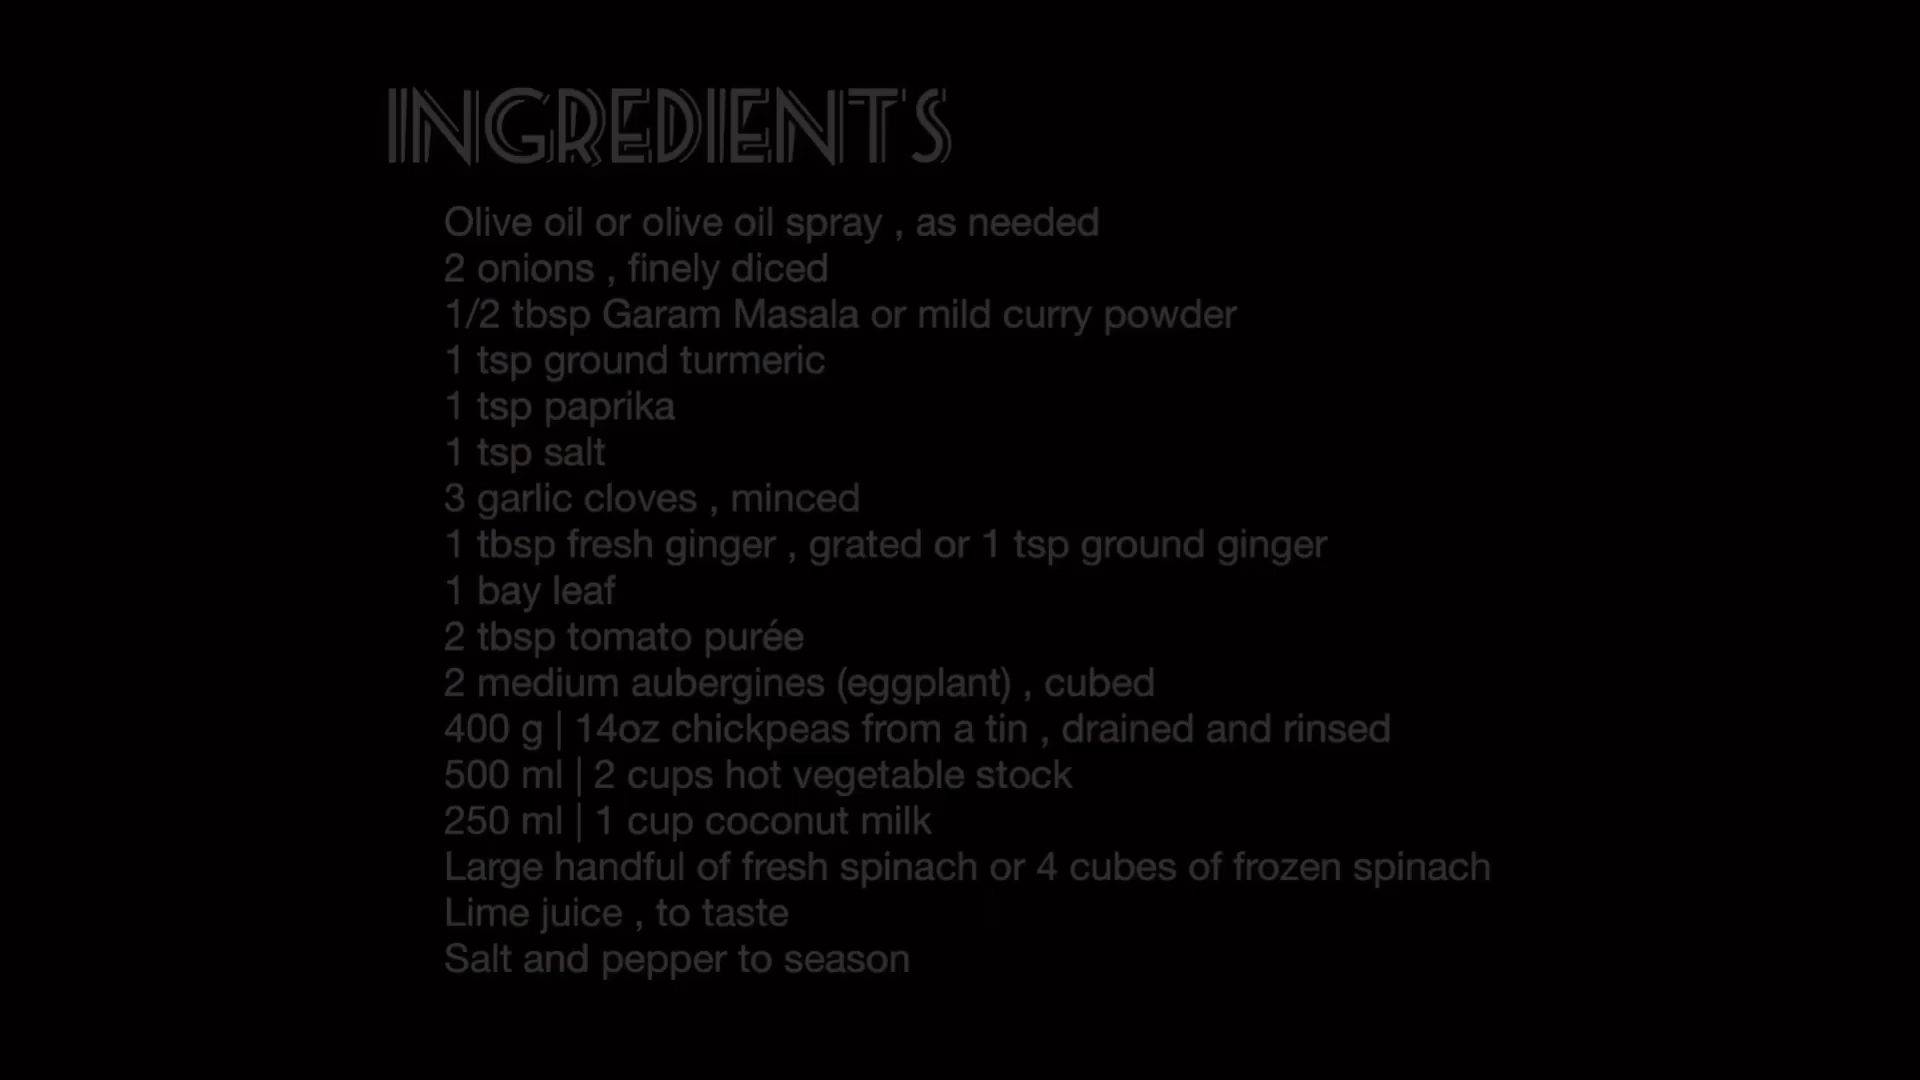 INGREDIENTS
Olive oil or olive oil spray , as needed
2 onions , finely diced
1/2 tbsp Garam Masala or mild curry powder
1 tsp ground turmeric
1 tsp paprika
1 tsp salt
3 garlic cloves , minced
1 tbsp fresh ginger , grated or 1 tsp ground ginger
1 bay leaf
2 tbsp tomato purée
2 medium aubergines (eggplant) , cubed
400 g | 14oz chickpeas from a tin , drained and rinsed
500 ml | 2 cups hot vegetable stock
250 ml | 1 cup coconut milk
Large handful of fresh spinach or 4 cubes of frozen spinach
Lime juice , to taste
Salt and pepper to season